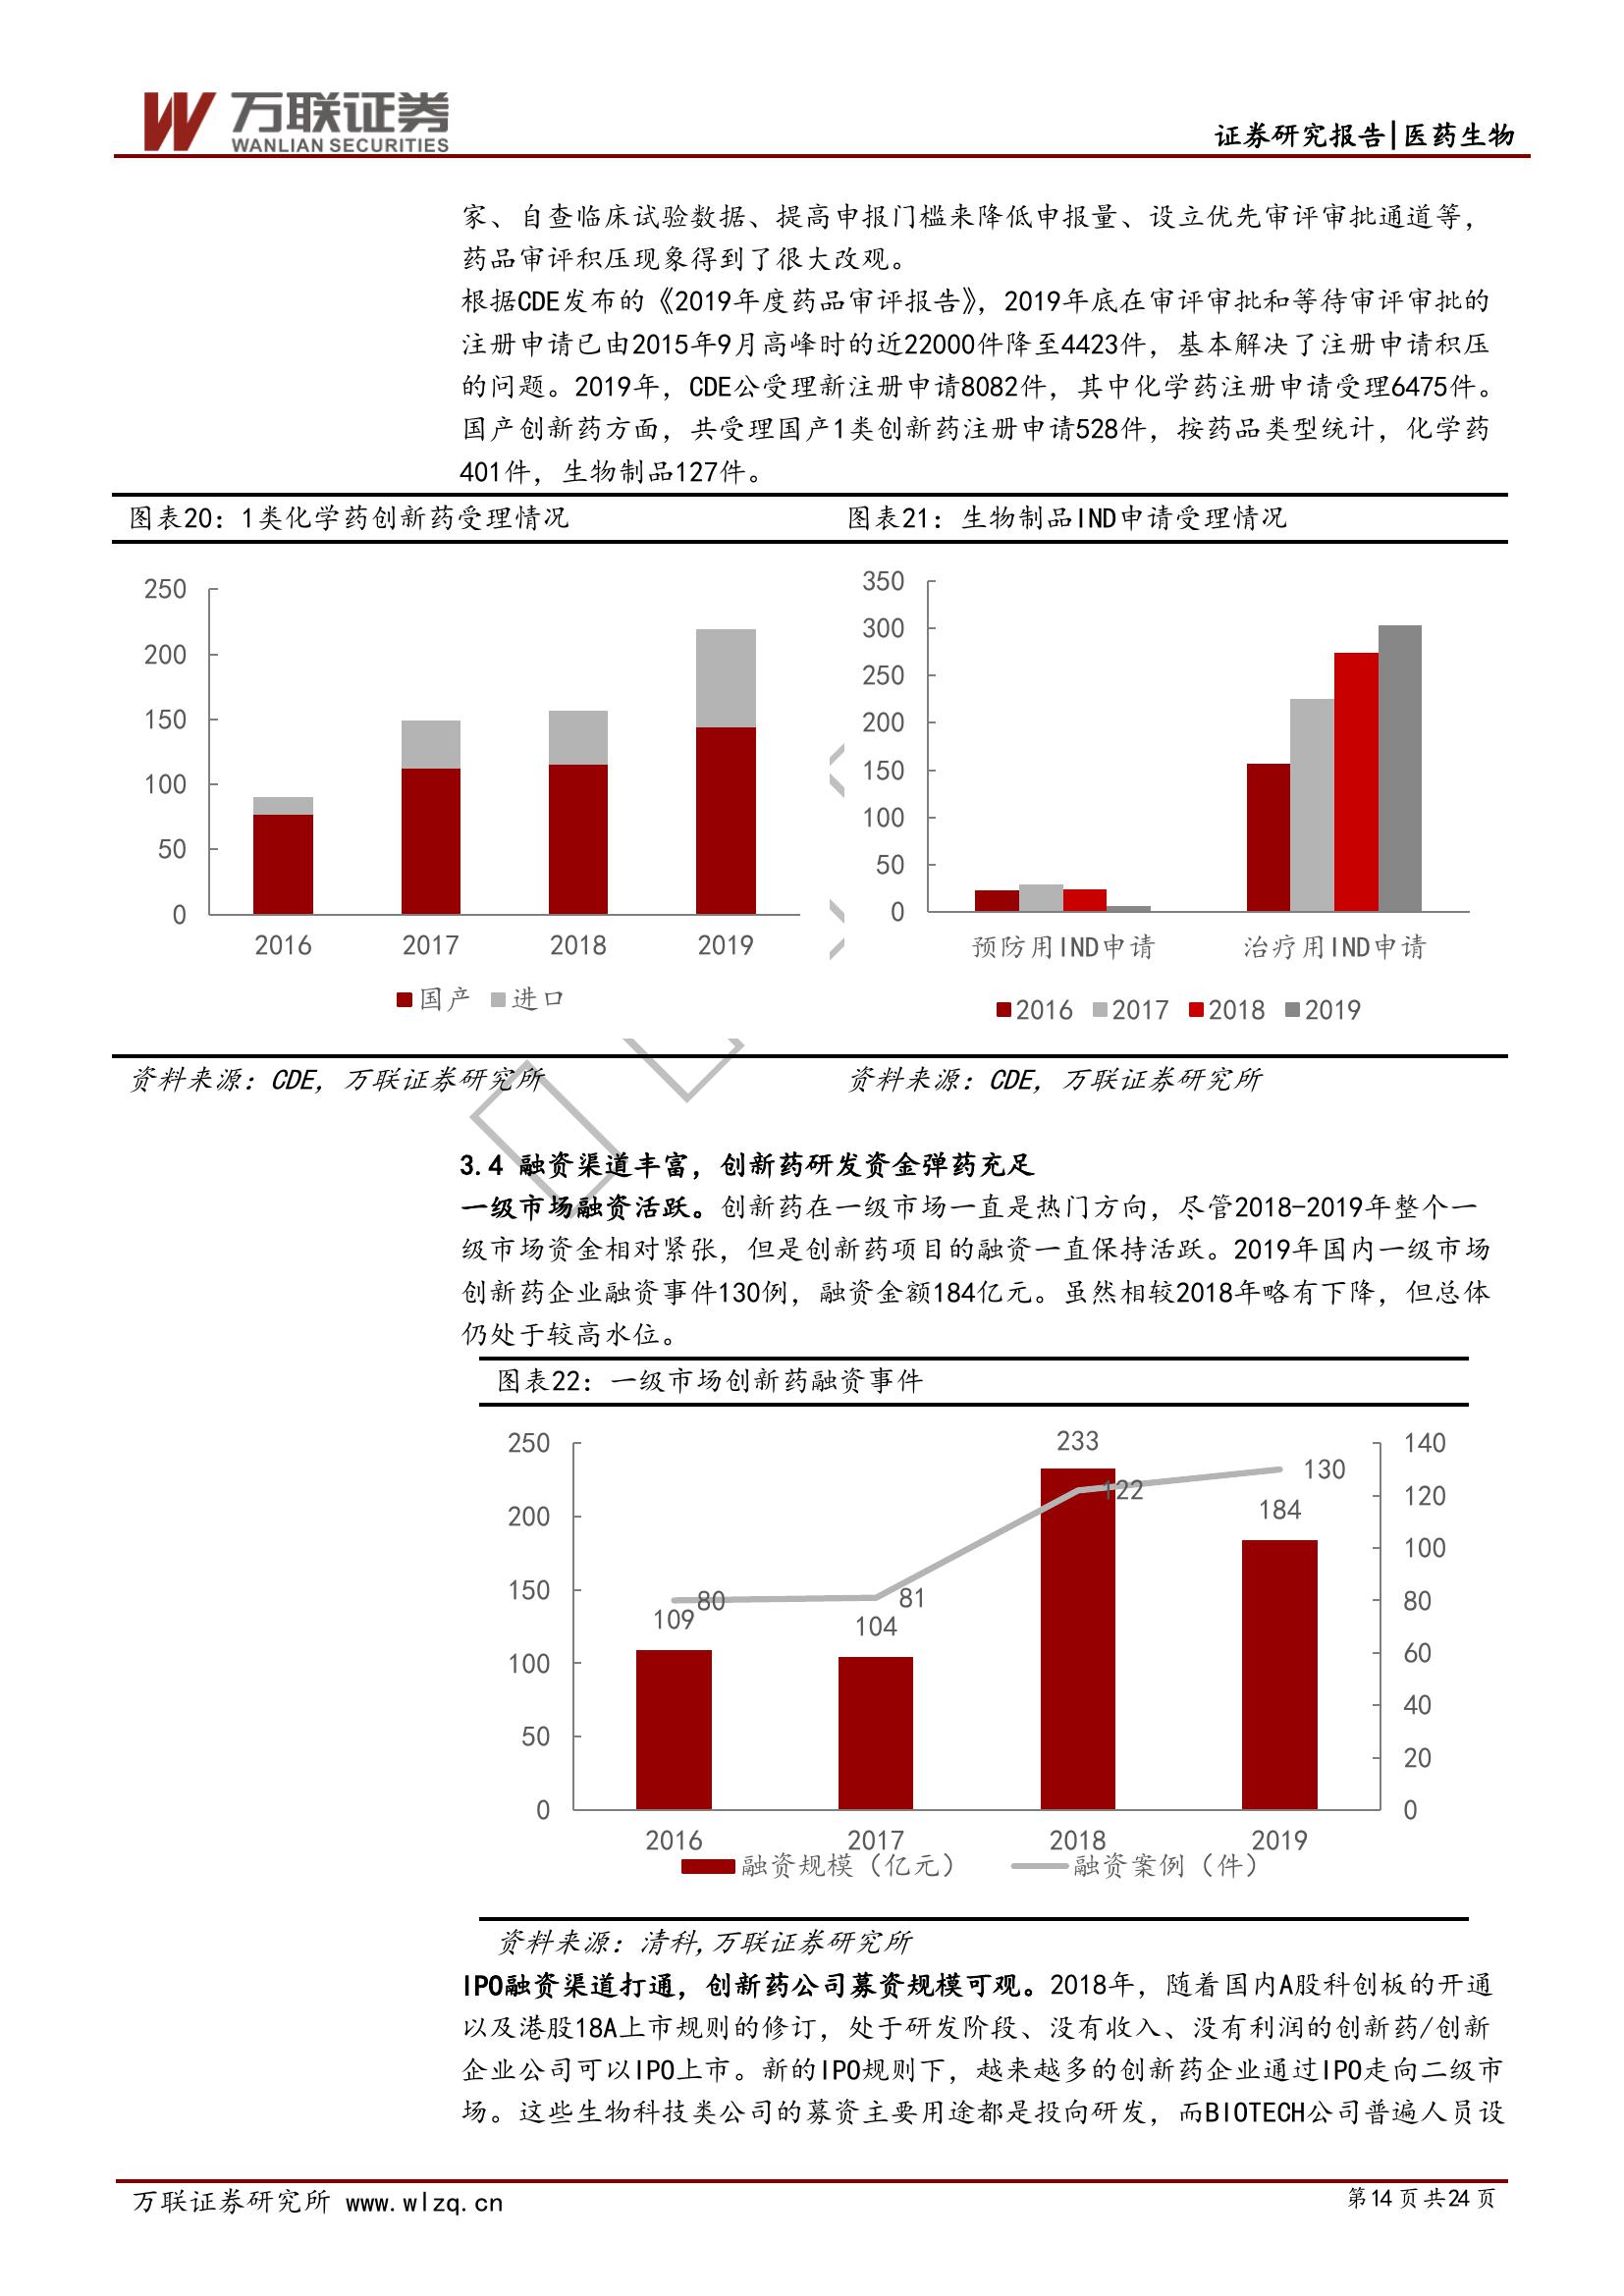 万联证券
WANLIAN SECURITIES
证券研究报告|医药生物
家、自查临床试验数据、提高申报门槛来降低申报量、设立优先审评审批通道等，
药品审评积压现象得到了很大改观。
根据CDE发布的《2019年度药品审评报告》，2019年底在审评审批和等待审评审批的
注册申请已由2015年9月高峰时的近22000件降至4423件，基本解决了注册申请积压
的问题。2019年，CDE公受理新注册申请8082件，其中化学药注册申请受理6475件。
国产创新药方面，共受理国产1类创新药注册申请528件，按药品类型统计，化学药
401件，生物制品127件。
图表20：1类化学药创新药受理情况
250
200
150
100
50
0
2016 2017 2018 2019
国产 进口
资料来源：CDE，万联证券研究所
图表21：生物制品IND申请受理情况
350
300
250
200
150
100
50
0
预防用IND申请 治疗用IND申请
2016 2017 2018 2019
资料来源：CDE，万联证券研究所
3.4 融资渠道丰富，创新药研发资金弹药充足
一级市场融资活跃。创新药在一级市场一直是热门方向，尽管2018-2019年整个一
级市场资金相对紧张，但是创新药项目的融资一直保持活跃。2019年国内一级市场
创新药企业融资事件130例，融资金额184亿元。虽然相较2018年略有下降，但总体
仍处于较高水位。
图表22：一级市场创新药融资事件
250
200
150
100
50
0
109
80
104
81
233
122
184
130
140
120
100
80
60
40
20
0
2016 2017 2018 2019
融资规模（亿元） 融资案例（件）
资料来源：清科,万联证券研究所
IPO融资渠道打通，创新药公司募资规模可观。2018年，随着国内A股科创板的开通
以及港股18A上市规则的修订，处于研发阶段、没有收入、没有利润的创新药/创新
企业公司可以IPO上市。新的IPO规则下，越来越多的创新药企业通过IPO走向二级市
场。这些生物科技类公司的募资主要用途都是投向研发，而BIOTECH公司普遍人员设
万联证券研究所 www.wlzq.cn
第14页共24页